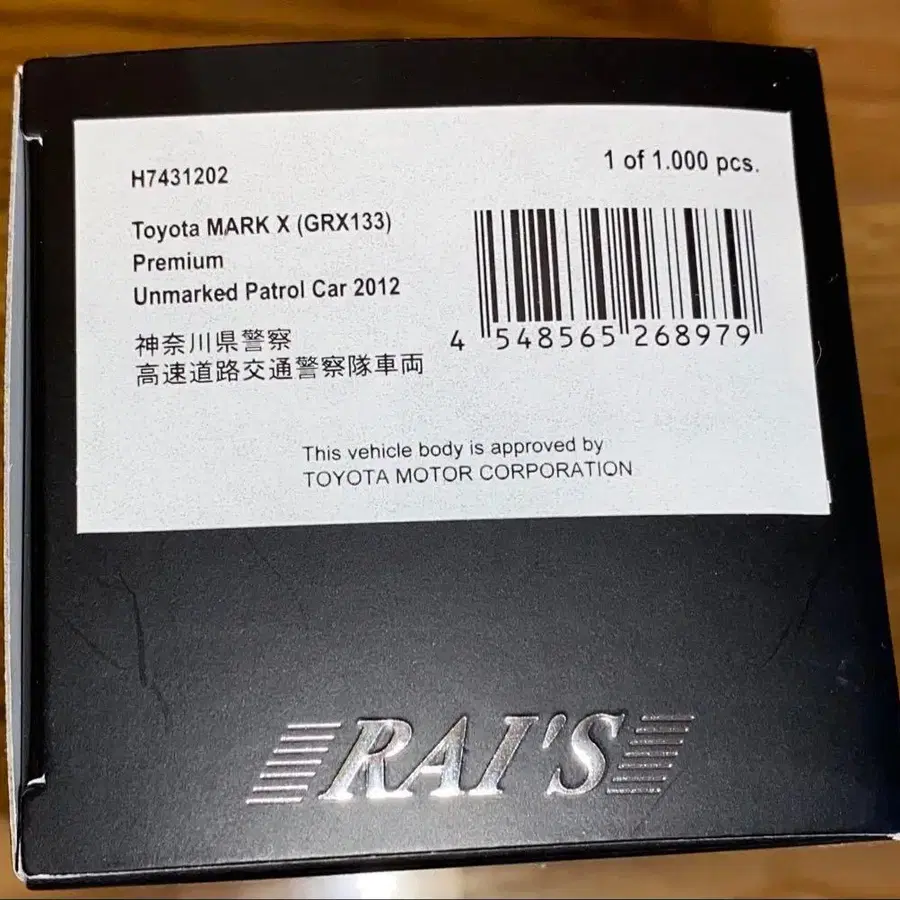 H7431202
1 of 1.000 pcs.
Toyota MARK X (GRX133)
Premium
Unmarked Patrol Car 2012
神奈川県警察
高速道路交通警察隊車両
4 548565 268979
This vehicle body is approved by
TOYOTA MOTOR CORPORATION
RAI'S